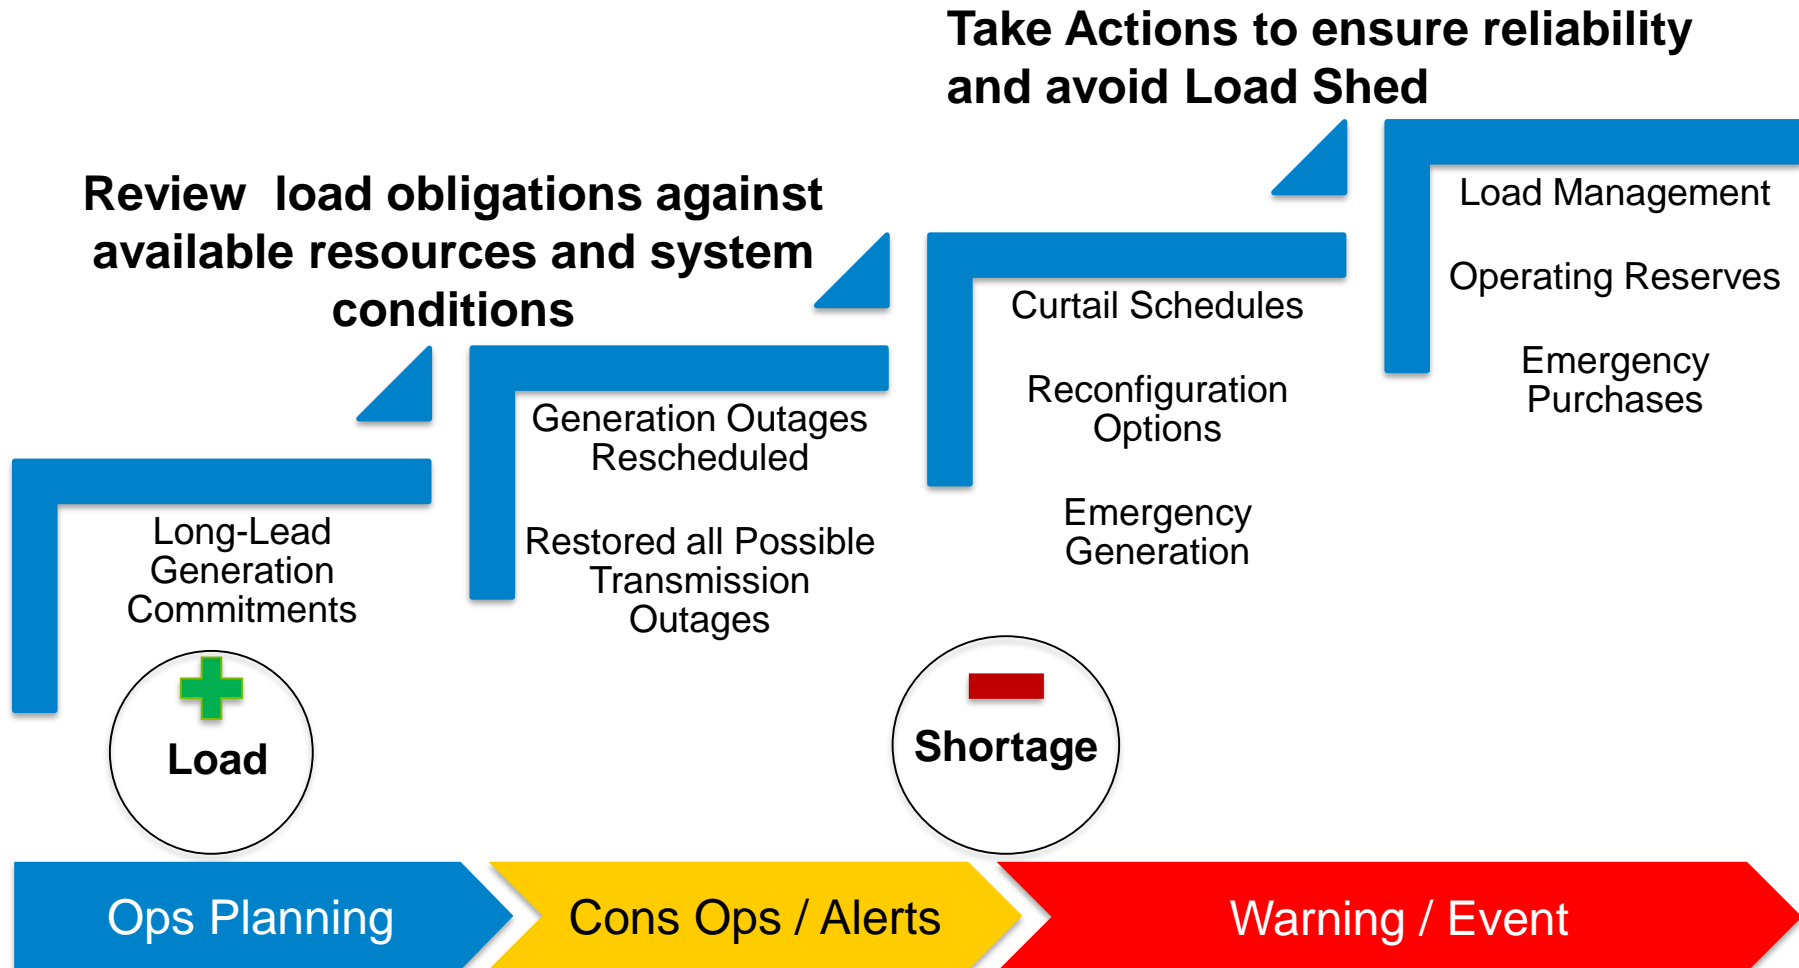 Take Actions to ensure reliability
and avoid Load Shed
Review load obligations against
available resources and system
conditions
Long-Lead
Generation
Commitments
Generation Outages
Rescheduled
Restored all Possible
Transmission
Outages
Curtail Schedules
Reconfiguration
Options
Emergency
Generation
Load Management
Operating Reserves
Emergency
Purchases
Load
Shortage
Ops Planning
Cons Ops / Alerts
Warning / Event